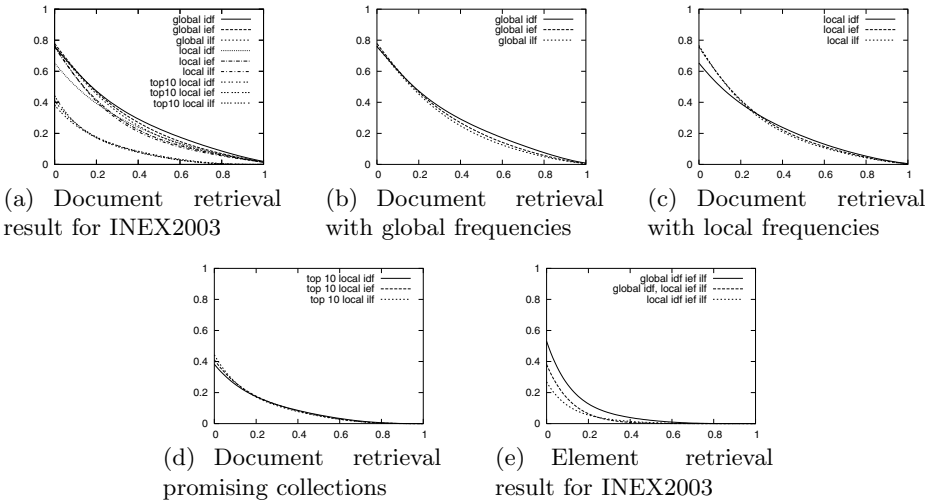 1
0.8
0.6
0.4
0.2
0
0 0.2 0.4 0.6 0.8 1
global idf
global ief
global ilf
local idf
local ief
local ilf
top10 local idf
top10 local ief
top10 local ilf
(a) Document retrieval
result for INEX2003
1
0.8
0.6
0.4
0.2
0
0 0.2 0.4 0.6 0.8 1
global idf
global ief
global ilf
(b) Document retrieval
with global frequencies
1
0.8
0.6
0.4
0.2
0
0 0.2 0.4 0.6 0.8 1
local idf
local ief
local ilf
(c) Document retrieval
with local frequencies
1
0.8
0.6
0.4
0.2
0
0 0.2 0.4 0.6 0.8 1
top 10 local idf
top 10 local ief
top 10 local ilf
(d) Document retrieval
promising collections
1
0.8
0.6
0.4
0.2
0
0 0.2 0.4 0.6 0.8 1
global idf ief ilf
global idf, local ief ilf
local idf ief ilf
(e) Element retrieval
result for INEX2003